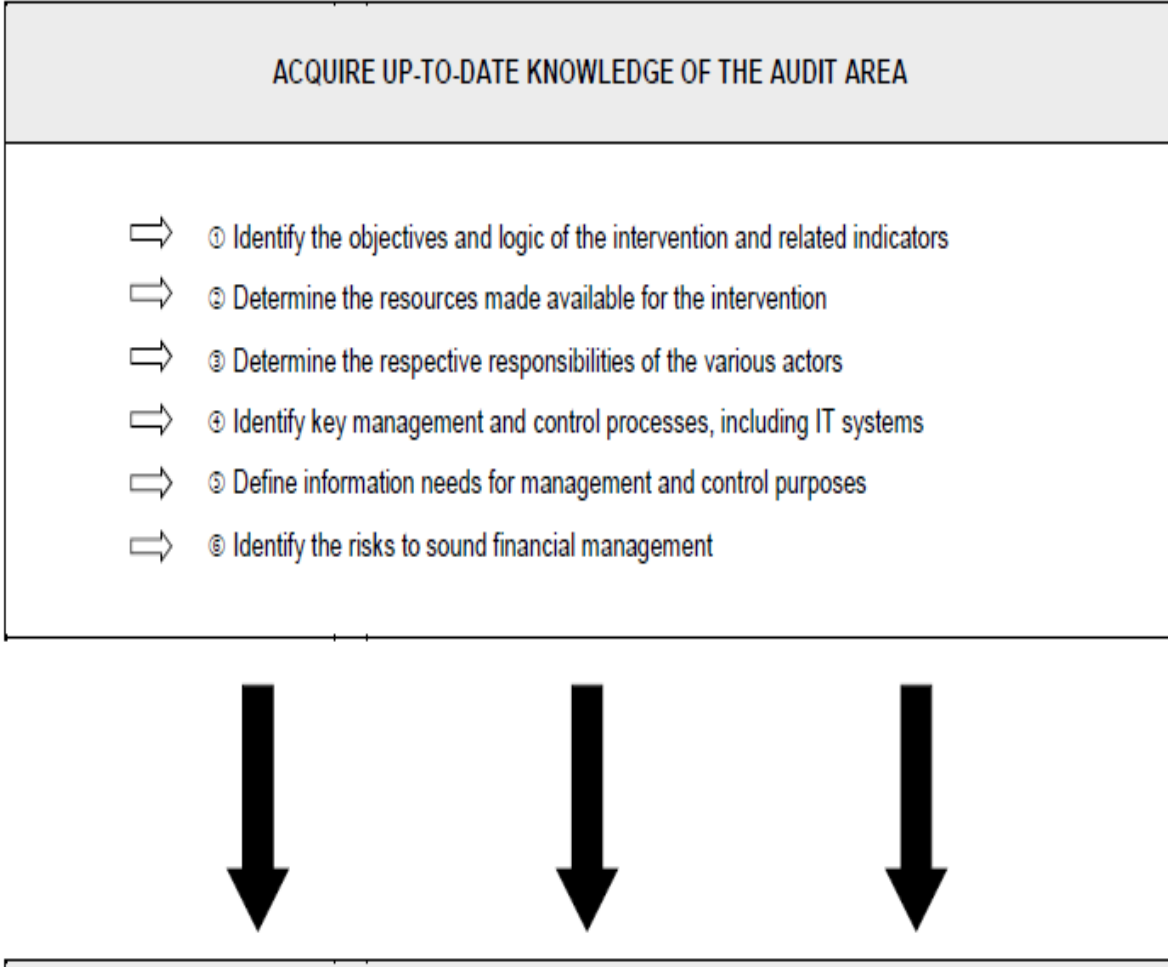 ACQUIRE UP-TO-DATE KNOWLEDGE OF THE AUDIT AREA
① Identify the objectives and logic of the intervention and related indicators
② Determine the resources made available for the intervention
③ Determine the respective responsibilities of the various actors
④ Identify key management and control processes, including IT systems
⑤ Define information needs for management and control purposes
⑥ Identify the risks to sound financial management